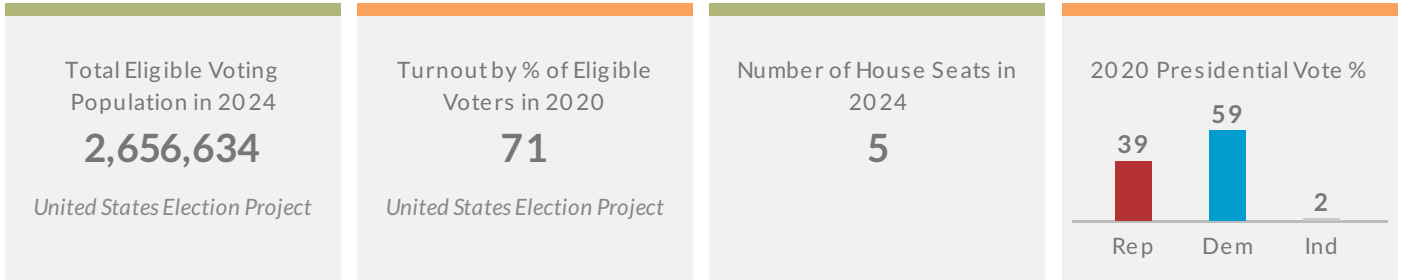 Total Eligible Voting
Population in 2024
2,656,634
United States Election Project
Turnout by % of Eligible
Voters in 2020
71
United States Election Project
Number of House Seats in
2024
5
2020 Presidential Vote %
39
59
2
Rep
Dem
Ind